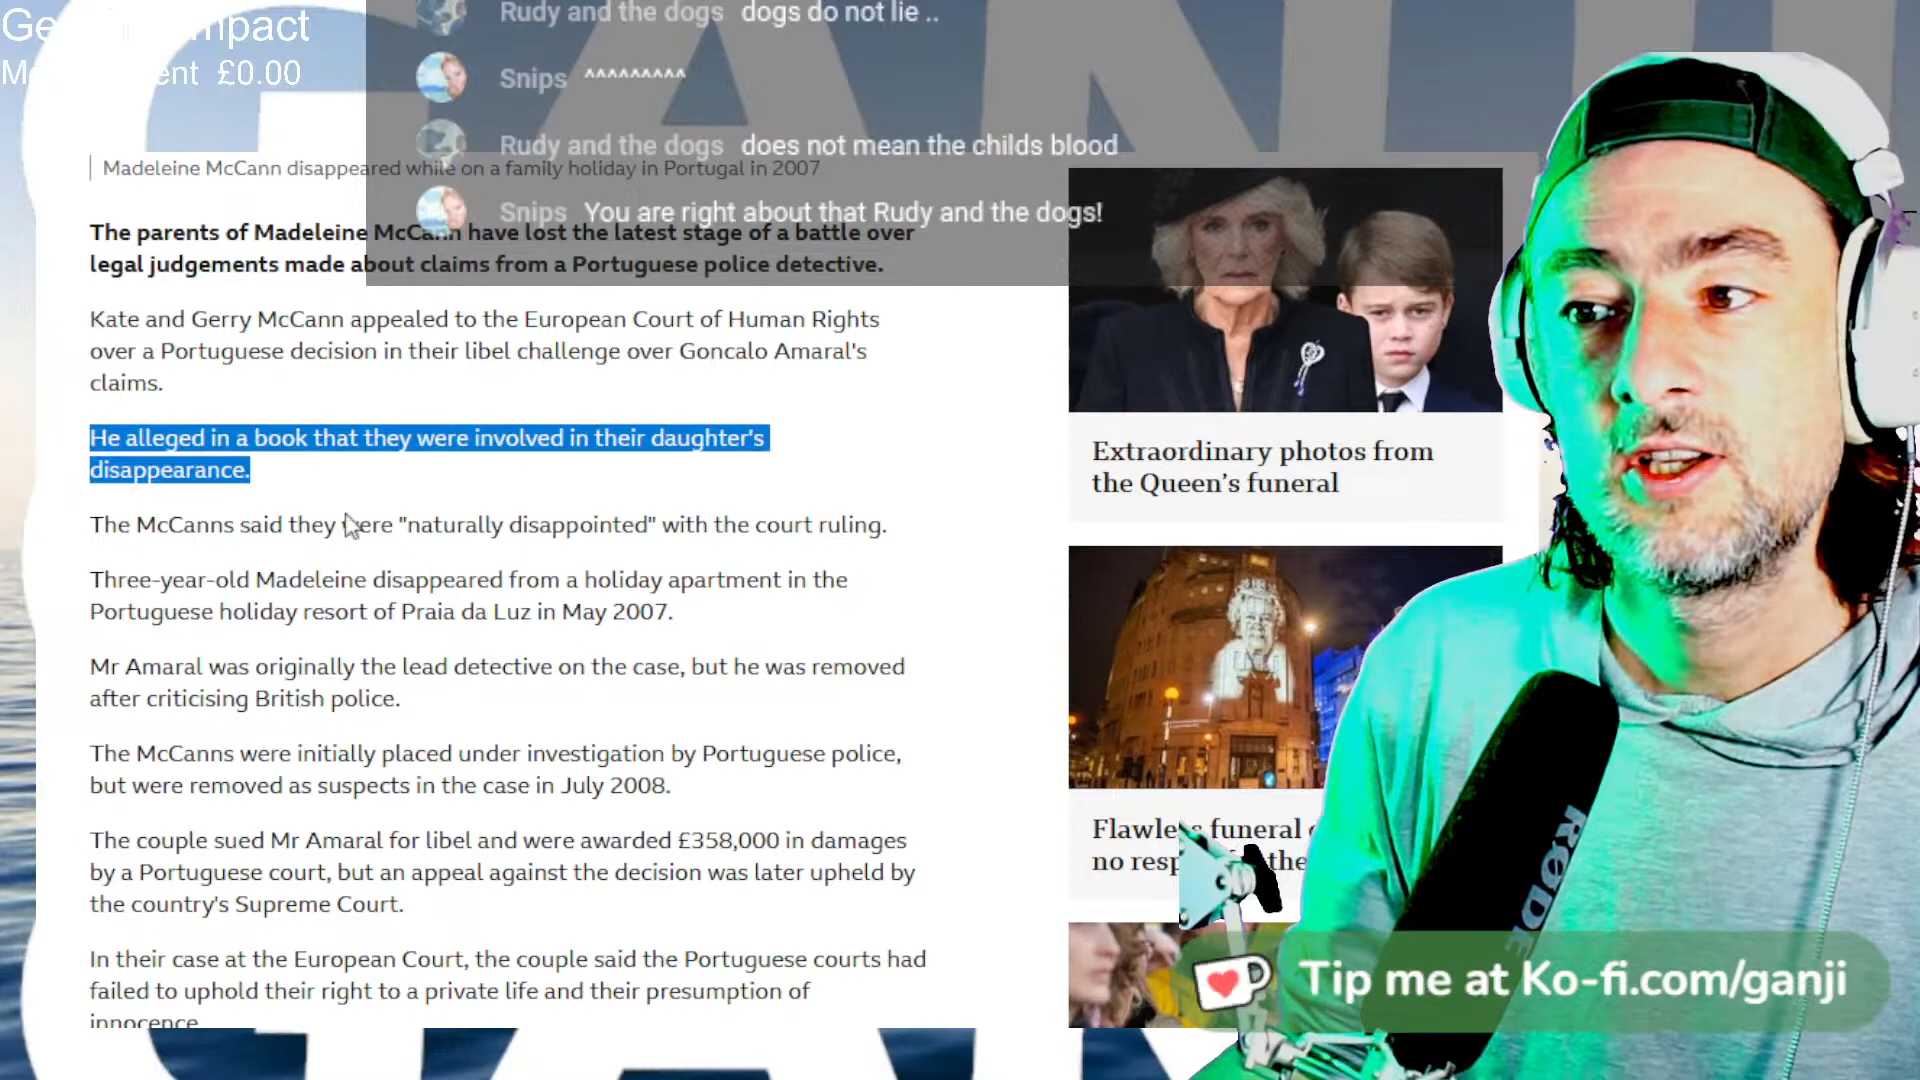 Ge mpact
M ent £0.00
Rudy and the dogs dogs do not lie ..
Snips ^^^^^^^^^
Rudy and the dogs does not mean the childs blood
Snips You are right about that Rudy and the dogs!
Madeleine McCann disappeared while on a family holiday in Portugal in 2007
The parents of Madeleine McCann have lost the latest stage of a battle over
legal judgements made about claims from a Portuguese police detective.
Kate and Gerry McCann appealed to the European Court of Human Rights
over a Portuguese decision in their libel challenge over Goncalo Amaral's
claims.
He alleged in a book that they were involved in their daughter's
disappearance.
The McCanns said they were "naturally disappointed" with the court ruling.
Three-year-old Madeleine disappeared from a holiday apartment in the
Portuguese holiday resort of Praia da Luz in May 2007.
Mr Amaral was originally the lead detective on the case, but he was removed
after criticising British police.
The McCanns were initially placed under investigation by Portuguese police,
but were removed as suspects in the case in July 2008.
The couple sued Mr Amaral for libel and were awarded £358,000 in damages
by a Portuguese court, but an appeal against the decision was later upheld by
the country's Supreme Court.
In their case at the European Court, the couple said the Portuguese courts had
failed to uphold their right to a private life and their presumption of
innocence
Extraordinary photos from
the Queen's funeral
Flawless funeral
no resp the
RØDE
Tip me at Ko-fi.com/ganji